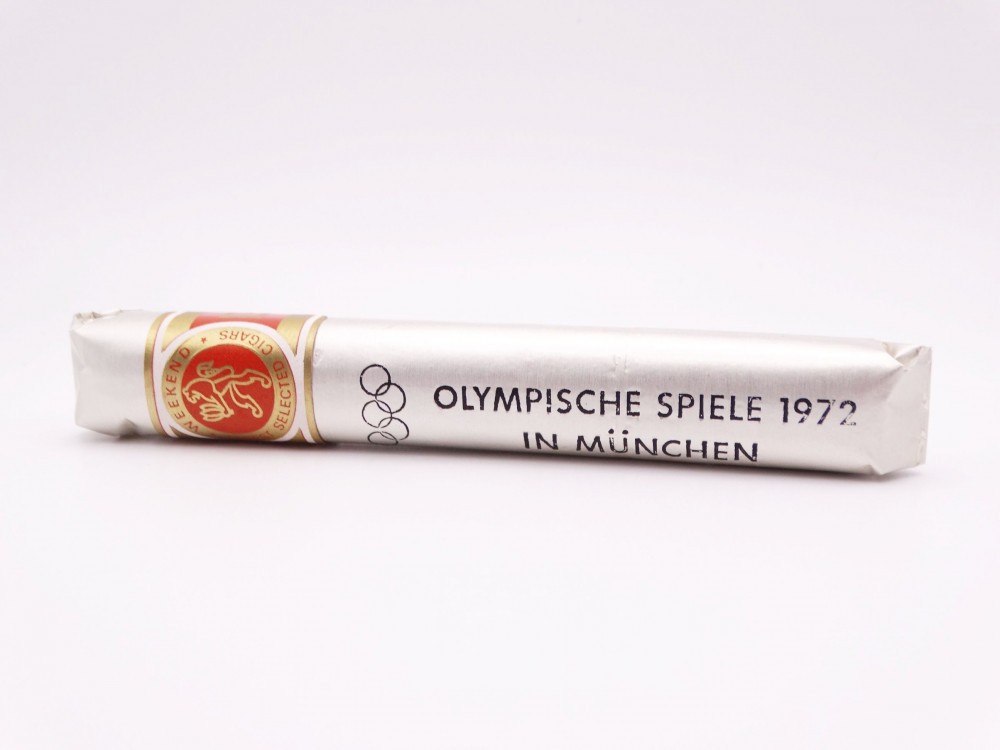 WEEKEND * SELECTED CIGARS
OLYMPISCHE SPIELE 1972
IN MÜNCHEN